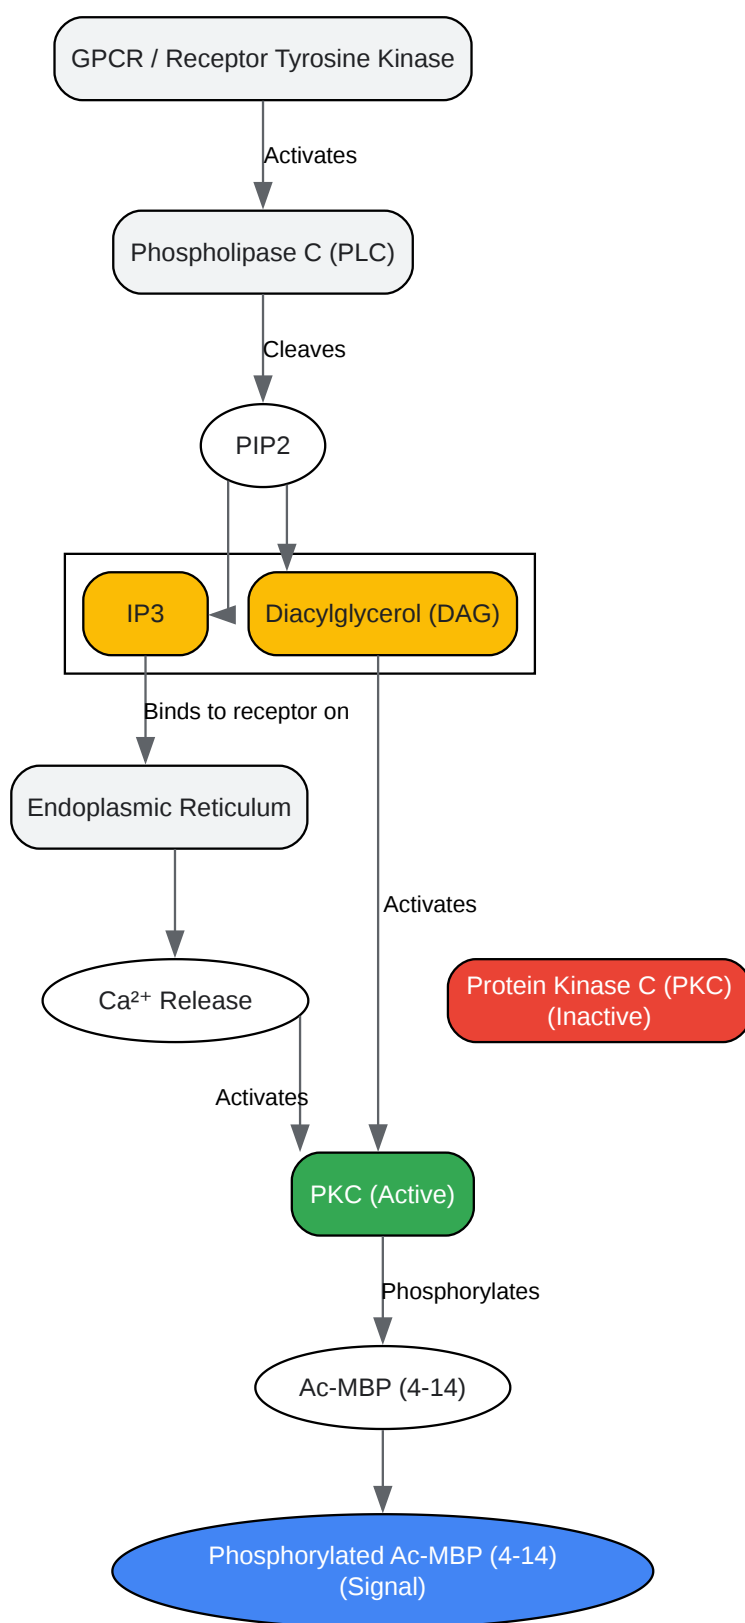 GPCR / Receptor Tyrosine Kinase
Activates
Phospholipase C (PLC)
Cleaves
PIP2
IP3
Diacylglycerol (DAG)
Binds to receptor on
Endoplasmic Reticulum
Activates
Ca²⁺ Release
Protein Kinase C (PKC)
(Inactive)
Activates
PKC (Active)
Phosphorylates
Ac-MBP (4-14)
Phosphorylated Ac-MBP (4-14)
(Signal)